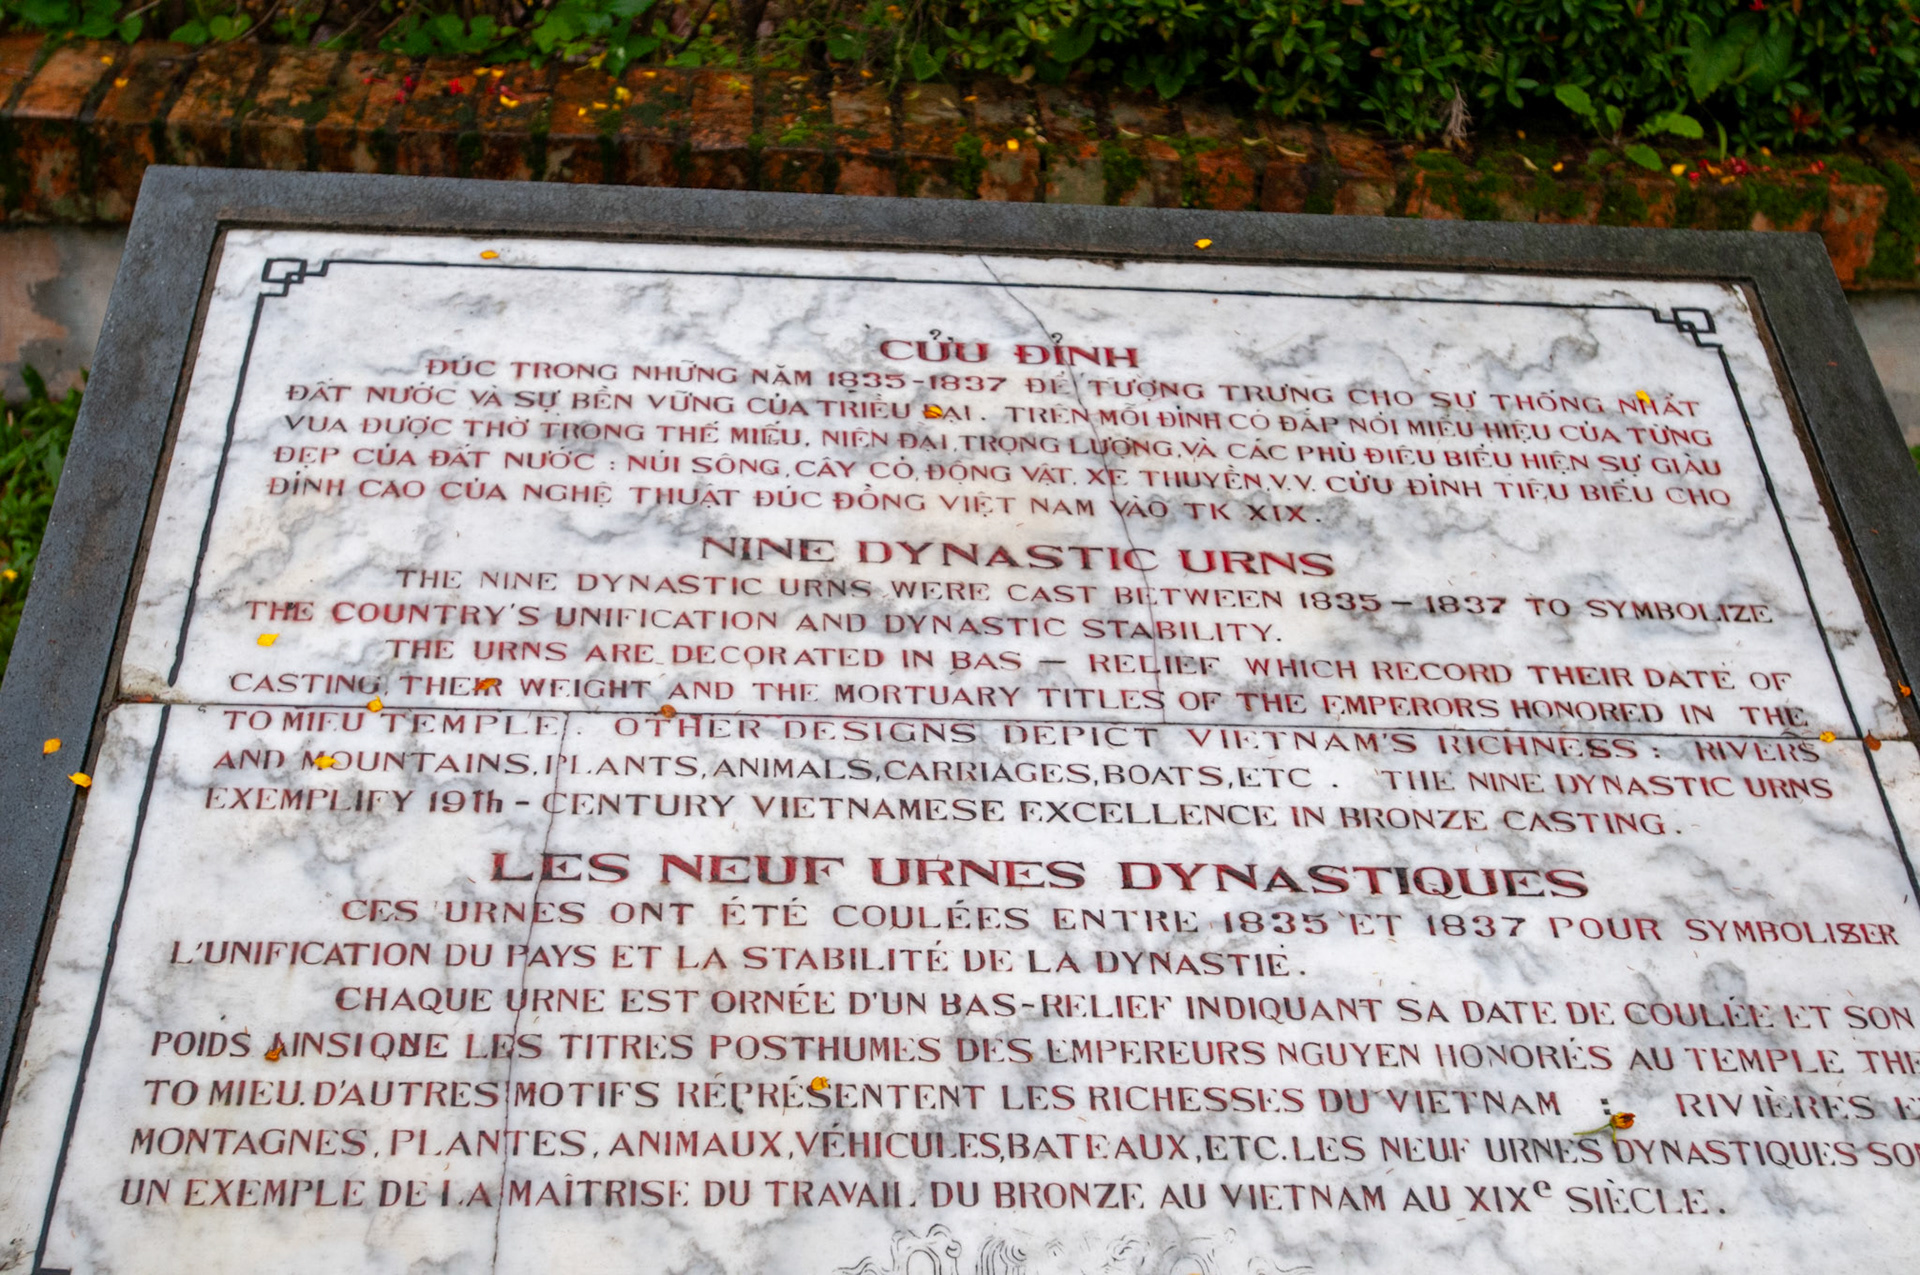 CỬU ĐỈNH
ĐÚC TRONG NHỮNG NĂM 1835-1837 ĐỂ TƯỢNG TRƯNG CHO SỰ THỐNG NHẤT
ĐẤT NƯỚC VÀ SỰ BỀN VỮNG CỦA TRIỀU ĐẠI. TRÊN MỖI ĐỈNH CÓ ĐẮP NỔI MIẾU HIỆU CỦA TỪNG
VUA ĐƯỢC THỜ TRONG THẾ MIẾU, NIÊN ĐẠI, TRỌNG LƯỢNG, VÀ CÁC PHÙ ĐIÊU BIỂU HIỆN SỰ GIÀU
ĐẸP CỦA ĐẤT NƯỚC : NÚI SÔNG, CÂY CỎ, ĐỘNG VẬT, XE THUYỀN,V.V. CỬU ĐỈNH TIÊU BIỂU CHO
ĐỈNH CAO CỦA NGHỆ THUẬT ĐÚC ĐỒNG VIỆT NAM VÀO TK XIX.
NINE DYNASTIC URNS
THE NINE DYNASTIC URNS WERE CAST BETWEEN 1835 – 1837 TO SYMBOLIZE
THE COUNTRY'S UNIFICATION AND DYNASTIC STABILITY.
THE URNS ARE DECORATED IN BAS – RELIEF WHICH RECORD THEIR DATE OF
CASTING, THEIR WEIGHT AND THE MORTUARY TITLES OF THE EMPERORS HONORED IN THE
TO MIEU TEMPLE. OTHER DESIGNS DEPICT VIETNAM'S RICHNESS : RIVERS
AND MOUNTAINS, PLANTS, ANIMALS, CARRIAGES, BOATS, ETC . THE NINE DYNASTIC URNS
EXEMPLIFY 19th - CENTURY VIETNAMESE EXCELLENCE IN BRONZE CASTING.
LES NEUF URNES DYNASTIQUES
CES URNES ONT ÉTÉ COULÉES ENTRE 1835 ET 1837 POUR SYMBOLISER
L'UNIFICATION DU PAYS ET LA STABILITÉ DE LA DYNASTIE.
CHAQUE URNE EST ORNÉE D'UN BAS-RELIEF INDIQUANT SA DATE DE COULÉE ET SON
POIDS AINSI QUE LES TITRES POSTHUMES DES EMPEREURS NGUYEN HONORÉS AU TEMPLE THE
TO MIEU. D'AUTRES MOTIFS RÉPRÉSENTENT LES RICHESSES DU VIETNAM : RIVIÈRES E
MONTAGNES, PLANTES, ANIMAUX, VÉHICULES, BATEAUX, ETC. LES NEUF URNES DYNASTIQUES SO
UN EXEMPLE DE LA MAÎTRISE DU TRAVAIL DU BRONZE AU VIETNAM AU XIXe SIÈCLE.